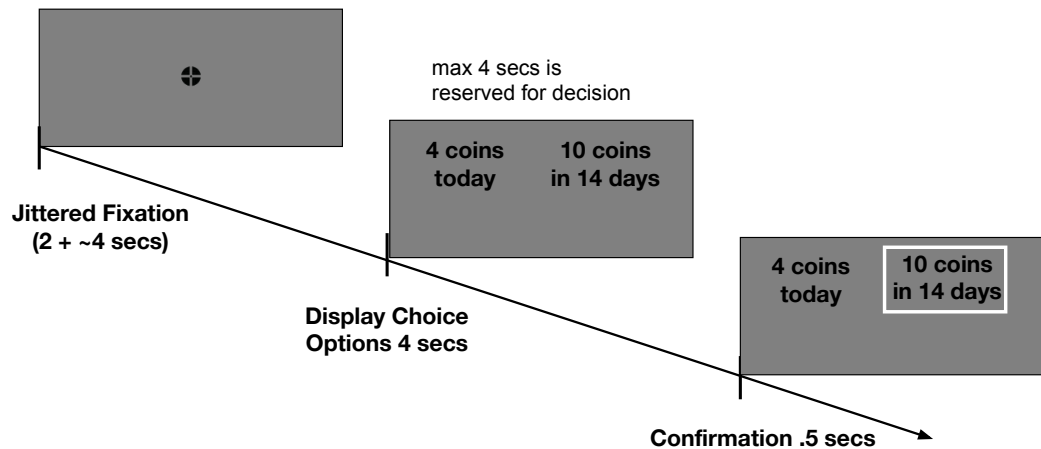 max 4 secs is
reserved for decision
4 coins
today
10 coins
in 14 days
Jittered Fixation
(2 + ~4 secs)
4 coins
today
10 coins
in 14 days
Display Choice
Options 4 secs
Confirmation .5 secs